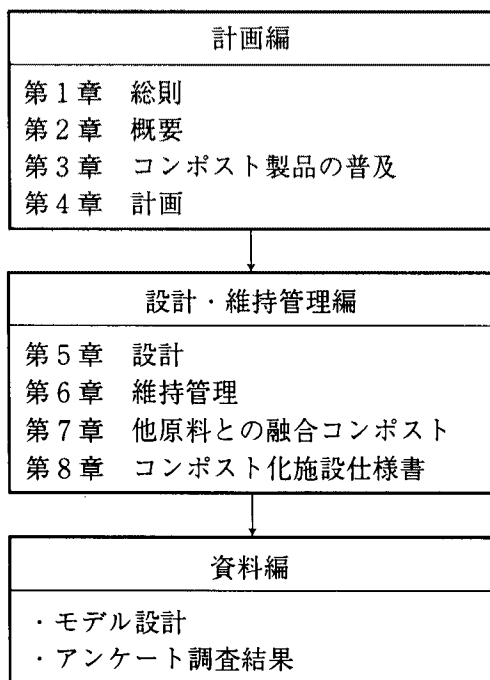 計画編
第1章 総則
第2章 概要
第3章 コンポスト製品の普及
第4章 計画
設計・維持管理編
第5章 設計
第6章 維持管理
第7章 他原料との融合コンポスト
第8章 コンポスト化施設仕様書
資料編
・モデル設計
・アンケート調査結果